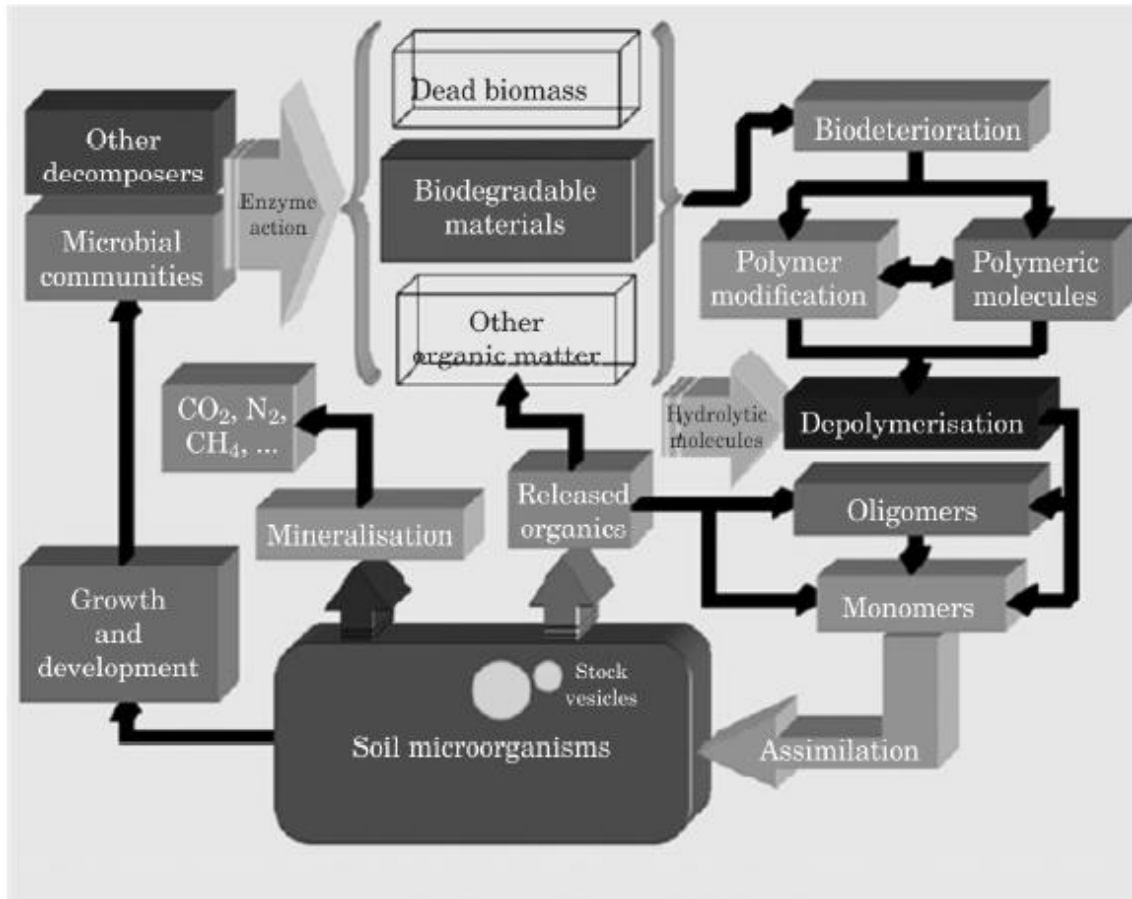 Dead biomass
Other
decomposers
Biodeterioration
Biodegradable
materials
Enzyme
action
Microbial
communities
Polymer
modification
Polymeric
molecules
Other
organic matter
CO₂, N₂,
CH₄, ...
Hydrolytic
molecules
Depolymerisation
Released
organics
Oligomers
Mineralisation
Growth
and
development
Monomers
Stock
vesicles
Soil microorganisms
Assimilation